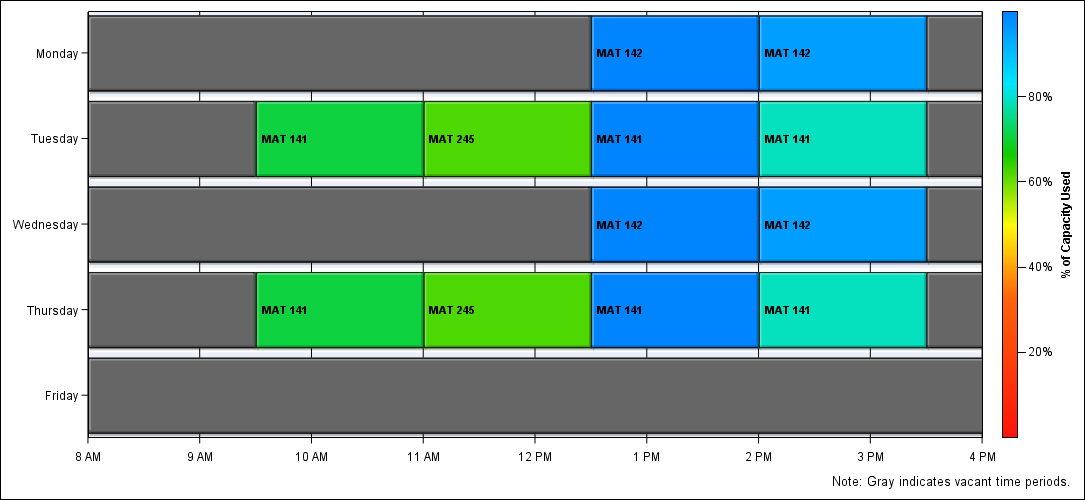 Monday
MAT 142
MAT 142
Tuesday
MAT 141
MAT 245
MAT 141
MAT 141
Wednesday
MAT 142
MAT 142
Thursday
MAT 141
MAT 245
MAT 141
MAT 141
Friday
8 AM
9 AM
10 AM
11 AM
12 PM
1 PM
2 PM
3 PM
4 PM
80%
60%
40%
20%
% of Capacity Used
Note: Gray indicates vacant time periods.